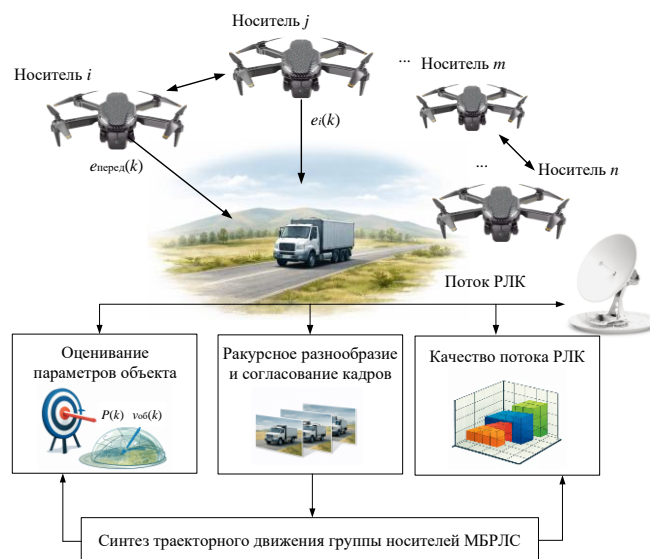 Носитель j
Носитель i
... Носитель m
eᵢ(k)
eперед(k)
... Носитель n
Поток РЛК
Оценивание
параметров объекта
P(k) vоб(k)
Ракурсное разнообразие
и согласование кадров
Качество потока РЛК
Синтез траекторного движения группы носителей МБРЛС